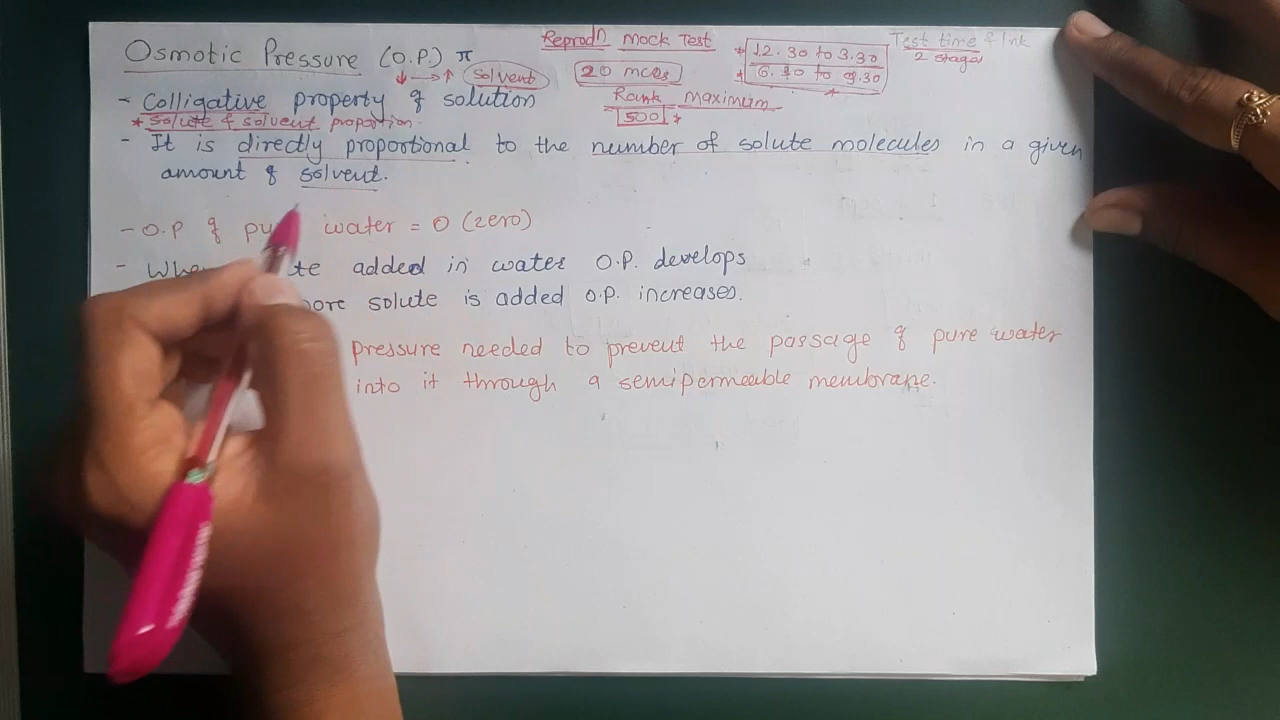 Osmotic Pressure (O.P.) π
↓ → ↑ Solvent
Reprodn Mock Test
20 mcqs
* 12.30 to 3.30
* 6.30 to 9.30
*
Test time & link
2 stages
Rank Maximum
500 *
- Colligative property of solution
* Solute & solvent proportion.
- It is directly proportional to the number of solute molecules in a given
amount of solvent.
- O.P of pu water = 0 (zero)
- Whe te added in water O.P. develops
ore solute is added O.P. increases.
Pressure needed to prevent the passage of pure water
into it through a semipermeable membrane.